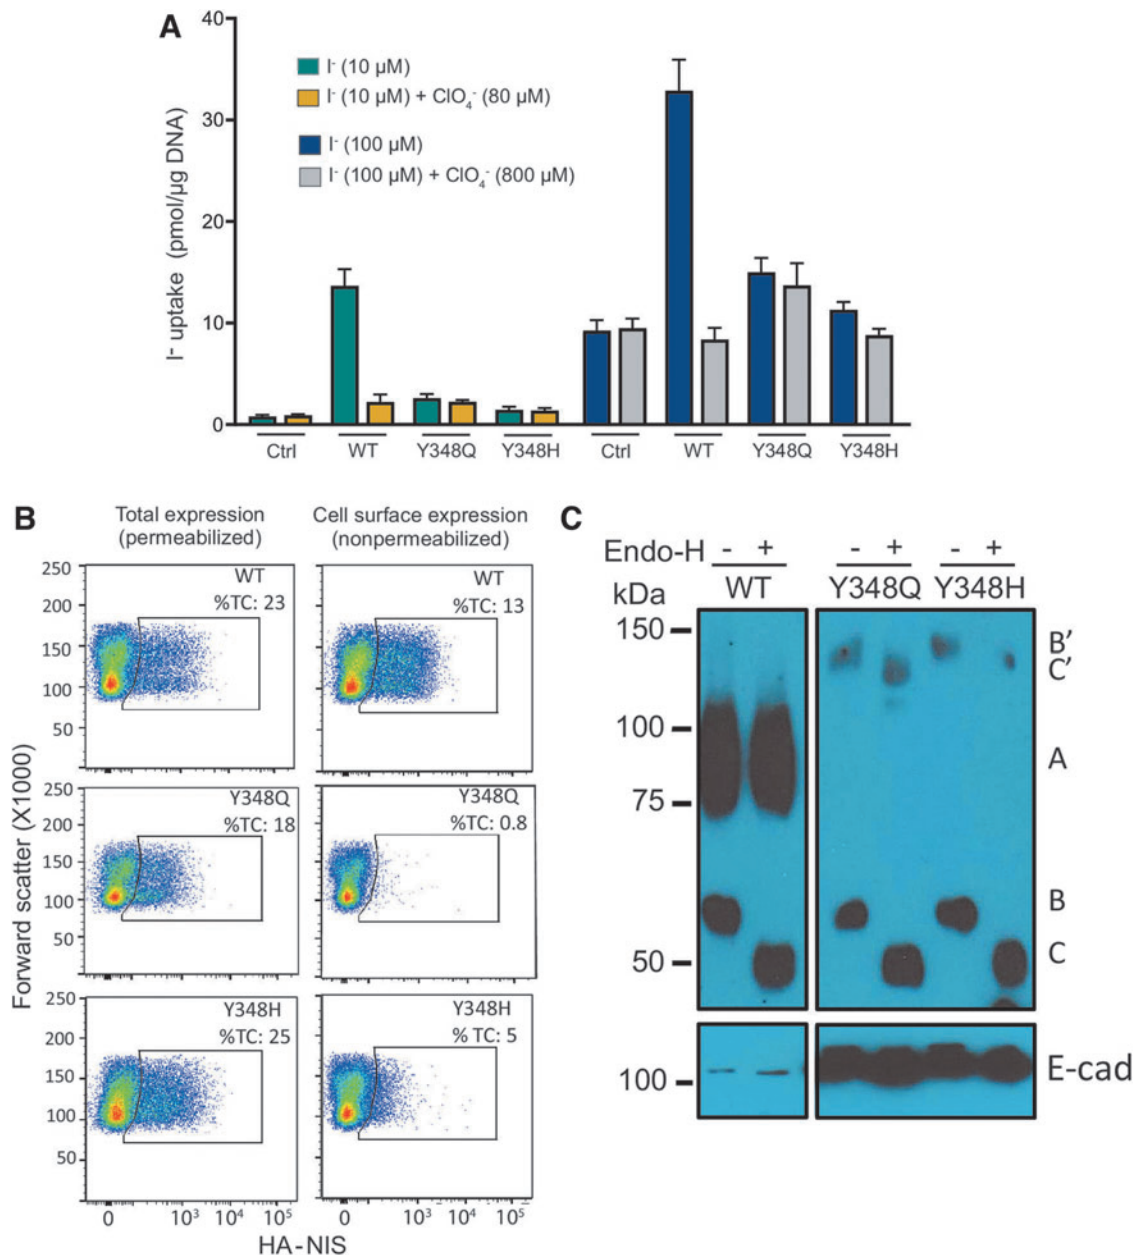 A
40
30
20
10
0
I- uptake (pmol/µg DNA)
I- (10 µM)
I- (10 µM) + ClO4- (80 µM)
I- (100 µM)
I- (100 µM) + ClO4- (800 µM)
Ctrl WT Y348Q Y348H Ctrl WT Y348Q Y348H
B
Total expression
(permeabilized)
Cell surface expression
(nonpermeabilized)
Forward scatter (X1000)
250
200
150
100
50
WT
%TC: 23
WT
%TC: 13
250
200
150
100
50
Y348Q
%TC: 18
Y348Q
%TC: 0.8
250
200
150
100
50
Y348H
%TC: 25
Y348H
% TC: 5
0 10³ 10⁴ 10⁵ 0 10³ 10⁴ 10⁵
HA-NIS
C
Endo-H - + - + - +
kDa WT Y348Q Y348H
150
100
75
50
B'
C'
A
B
C
100
E-cad